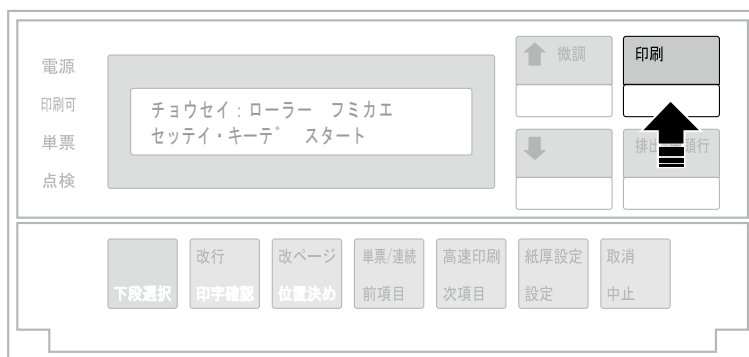 電源
印刷可
単票
点検
チョウセイ：ローラー　フミカエ
セッテイ・キーデ゛　スタート
微調
印刷
排出 頭行
改行
改ページ
単票/連続
高速印刷
紙厚設定
取消
下段選択
印字確認
位置決め
前項目
次項目
設定
中止